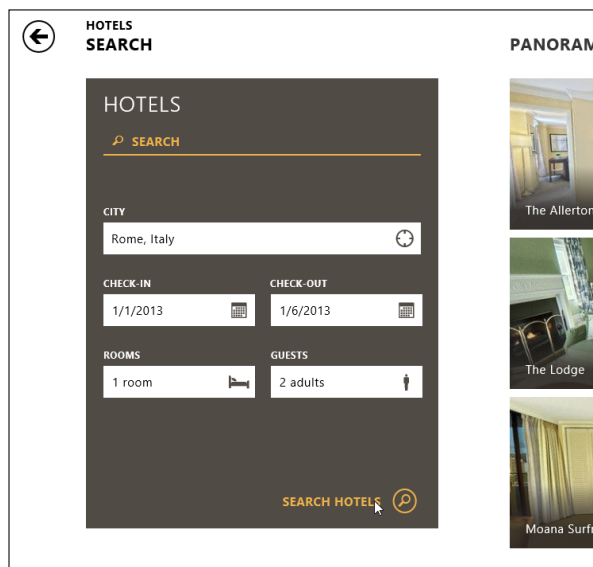 HOTELS
SEARCH
HOTELS
SEARCH
CITY
Rome, Italy
CHECK-IN CHECK-OUT
1/1/2013 1/6/2013
ROOMS GUESTS
1 room 2 adults
SEARCH HOTELS
PANORAM
The Allerton
The Lodge
Moana Surfr